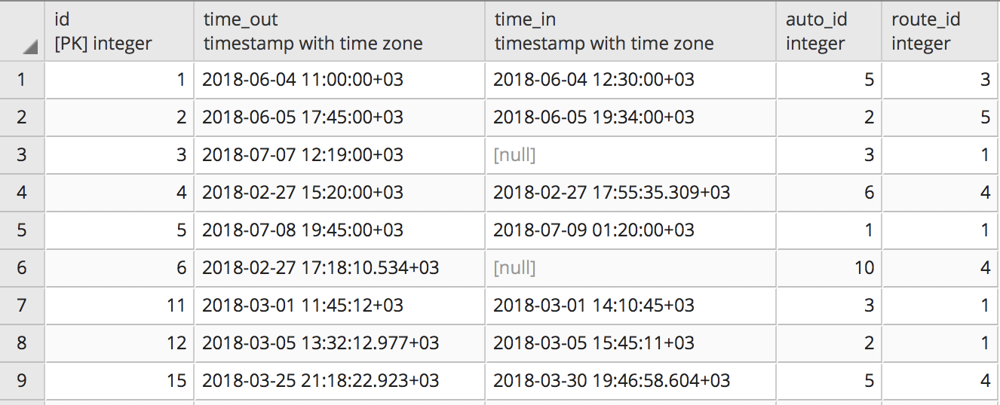 id time_out time_in auto_id route_id
[PK] integer timestamp with time zone timestamp with time zone integer integer
1 1 2018-06-04 11:00:00+03 2018-06-04 12:30:00+03 5 3
2 2 2018-06-05 17:45:00+03 2018-06-05 19:34:00+03 2 5
3 3 2018-07-07 12:19:00+03 [null] 3 1
4 4 2018-02-27 15:20:00+03 2018-02-27 17:55:35.309+03 6 4
5 5 2018-07-08 19:45:00+03 2018-07-09 01:20:00+03 1 1
6 6 2018-02-27 17:18:10.534+03 [null] 10 4
7 11 2018-03-01 11:45:12+03 2018-03-01 14:10:45+03 3 1
8 12 2018-03-05 13:32:12.977+03 2018-03-05 15:45:11+03 2 1
9 15 2018-03-25 21:18:22.923+03 2018-03-30 19:46:58.604+03 5 4